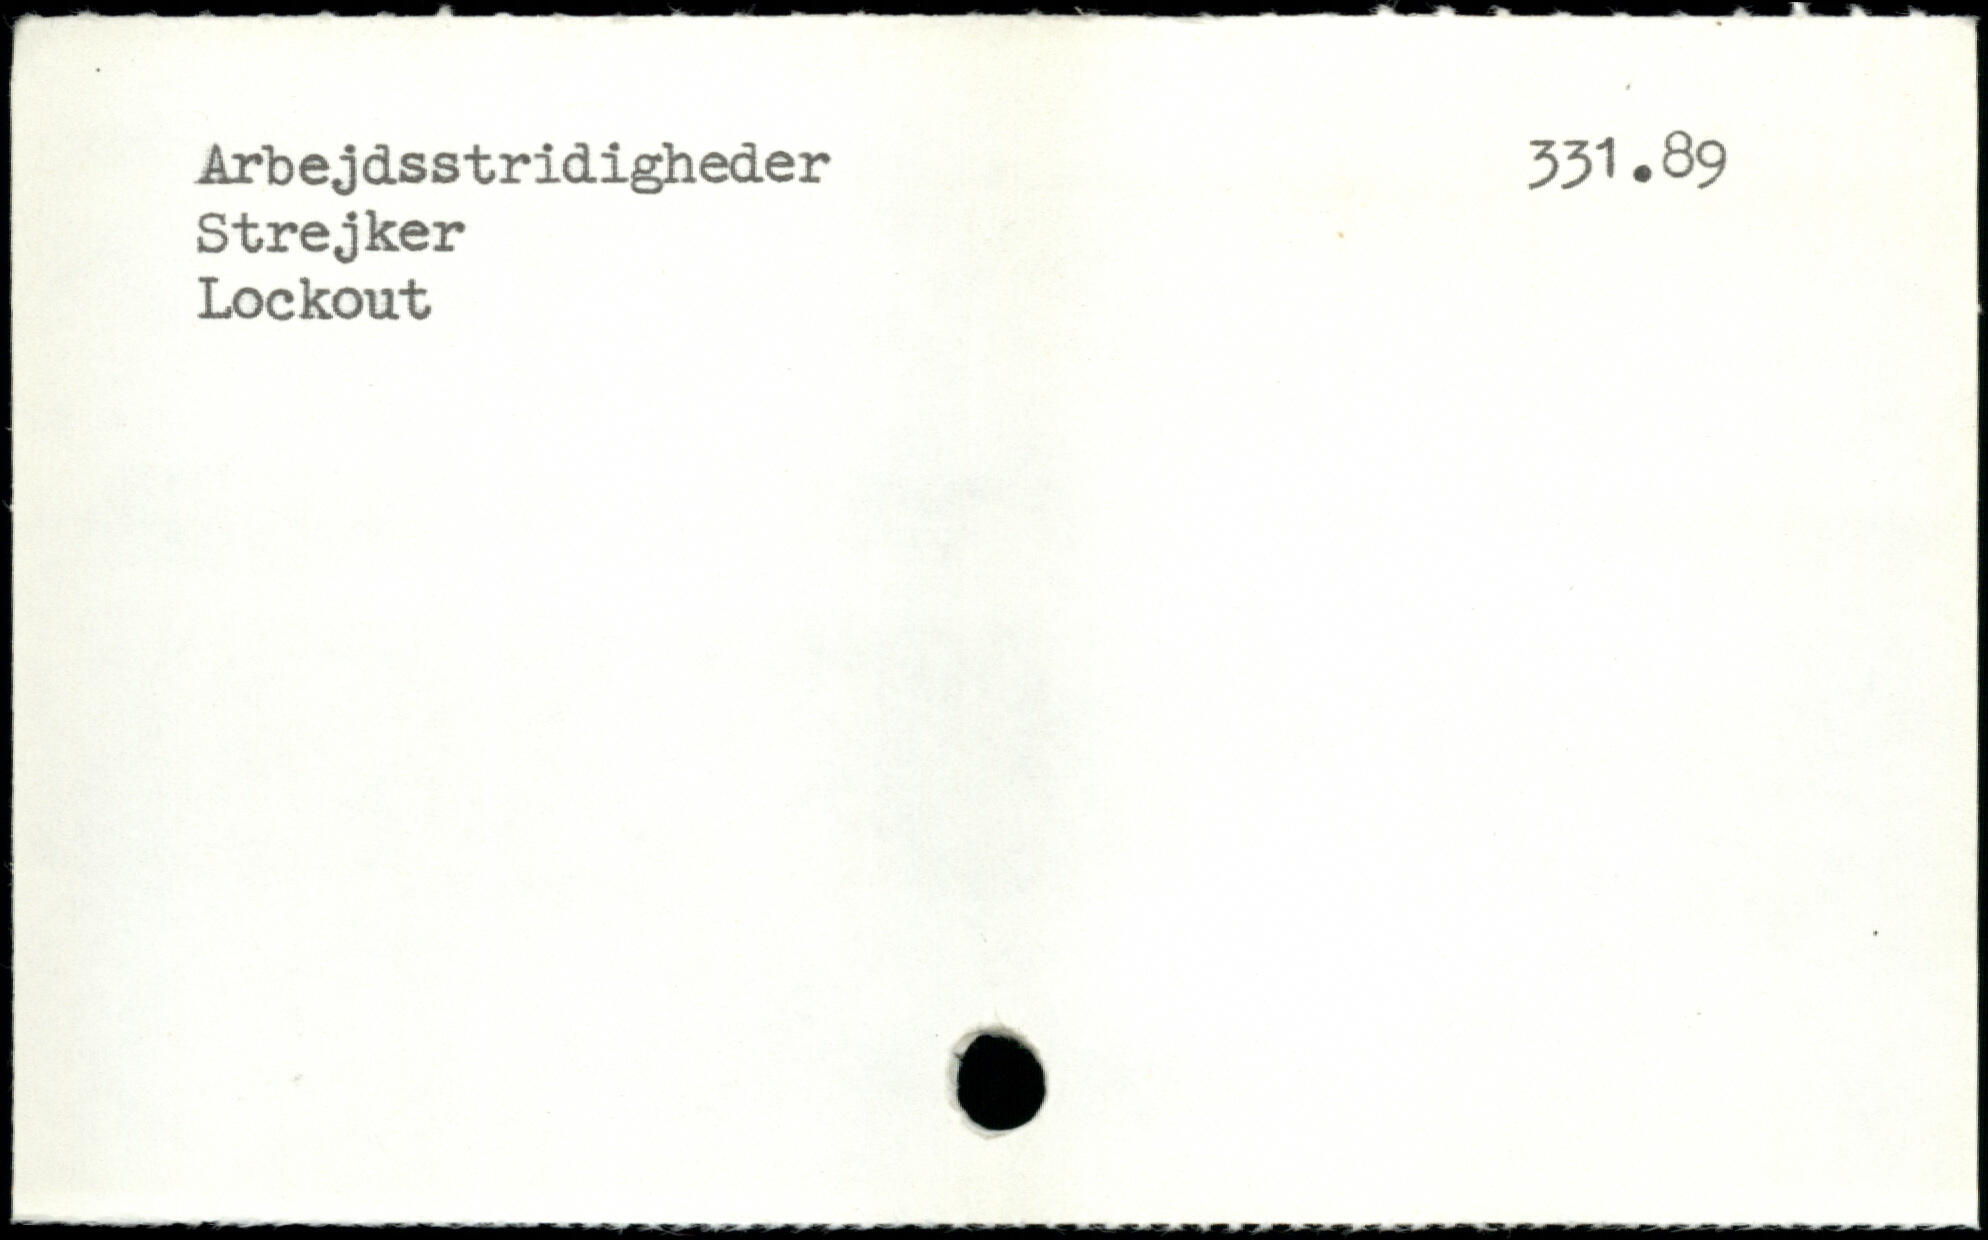 Arbejdsstridigheder 331.89
Strejker
Lockout